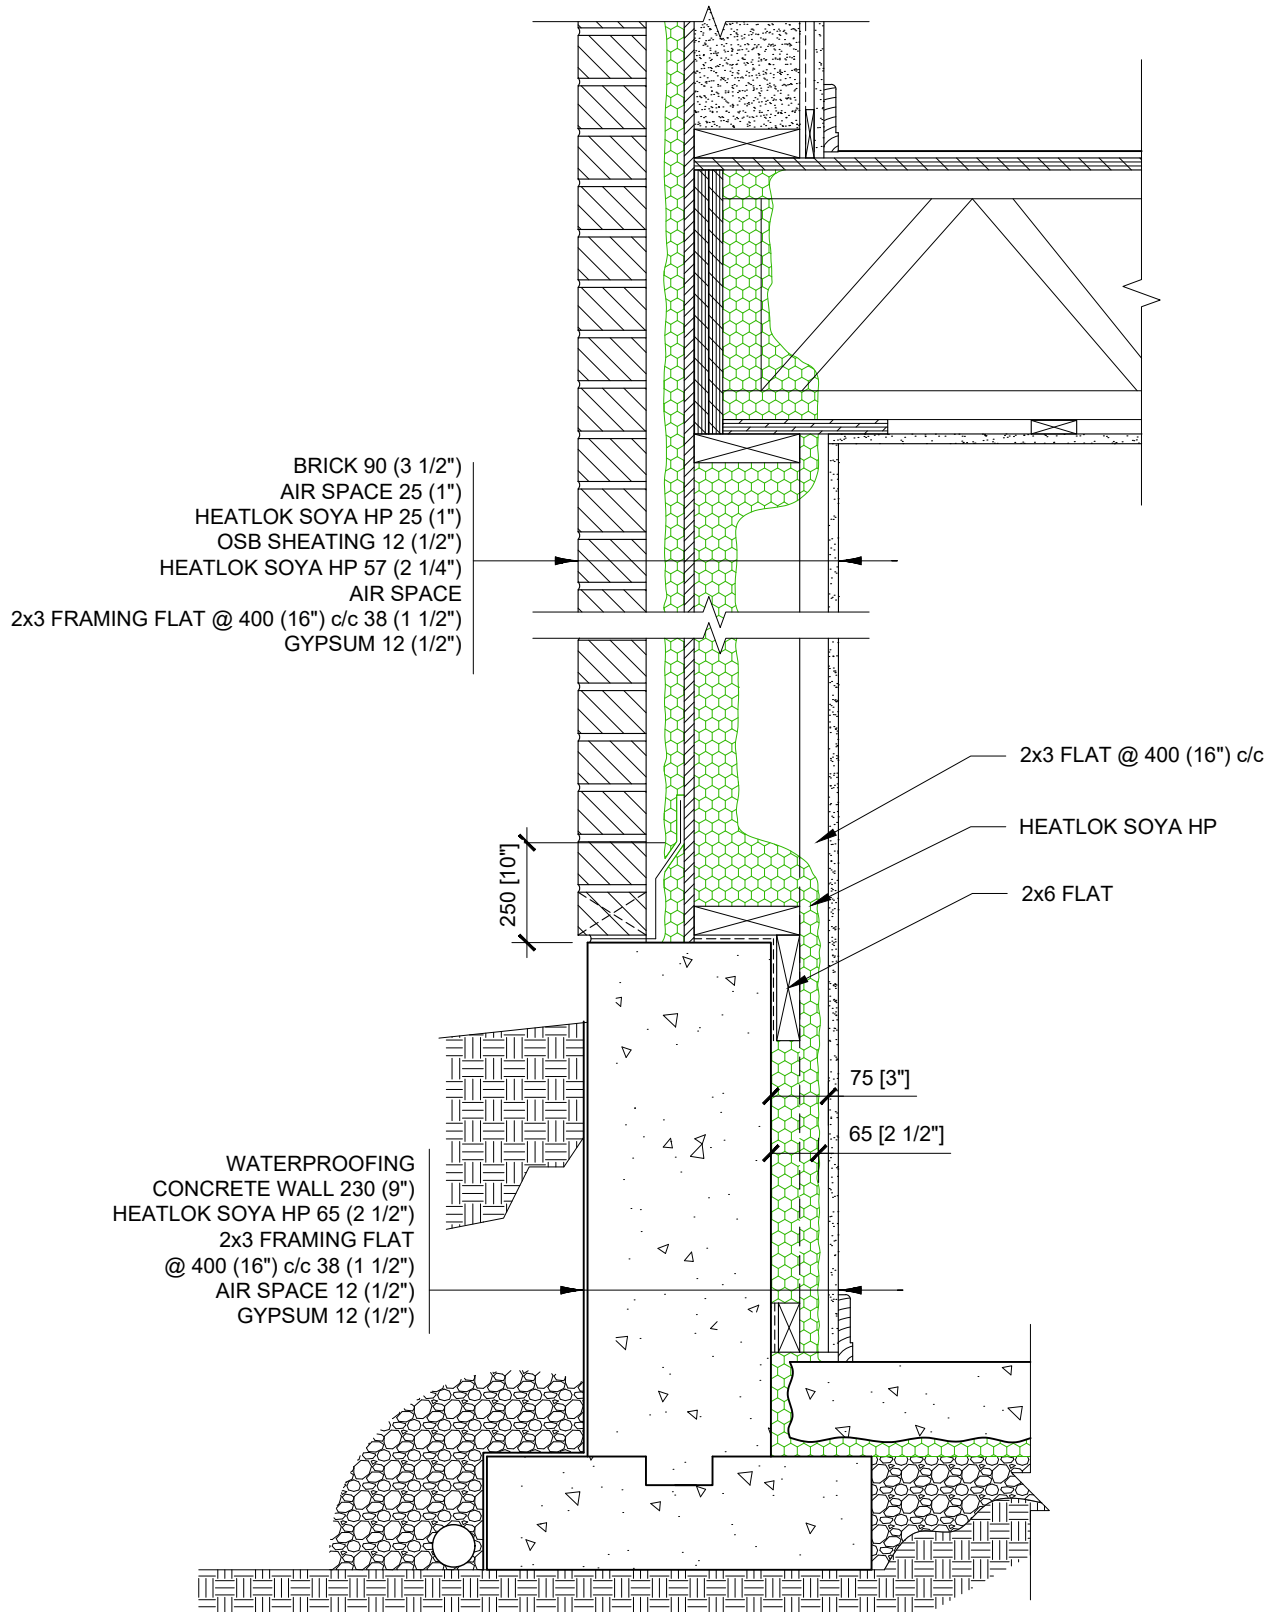 BRICK 90 (3 1/2")
AIR SPACE 25 (1")
HEATLOK SOYA HP 25 (1")
OSB SHEATING 12 (1/2")
HEATLOK SOYA HP 57 (2 1/4")
AIR SPACE
2x3 FRAMING FLAT @ 400 (16") c/c 38 (1 1/2")
GYPSUM 12 (1/2")
2x3 FLAT @ 400 (16") c/c
HEATLOK SOYA HP
2x6 FLAT
250 [10"]
75 [3"]
65 [2 1/2"]
WATERPROOFING
CONCRETE WALL 230 (9")
HEATLOK SOYA HP 65 (2 1/2")
2x3 FRAMING FLAT
@ 400 (16") c/c 38 (1 1/2")
AIR SPACE 12 (1/2")
GYPSUM 12 (1/2")